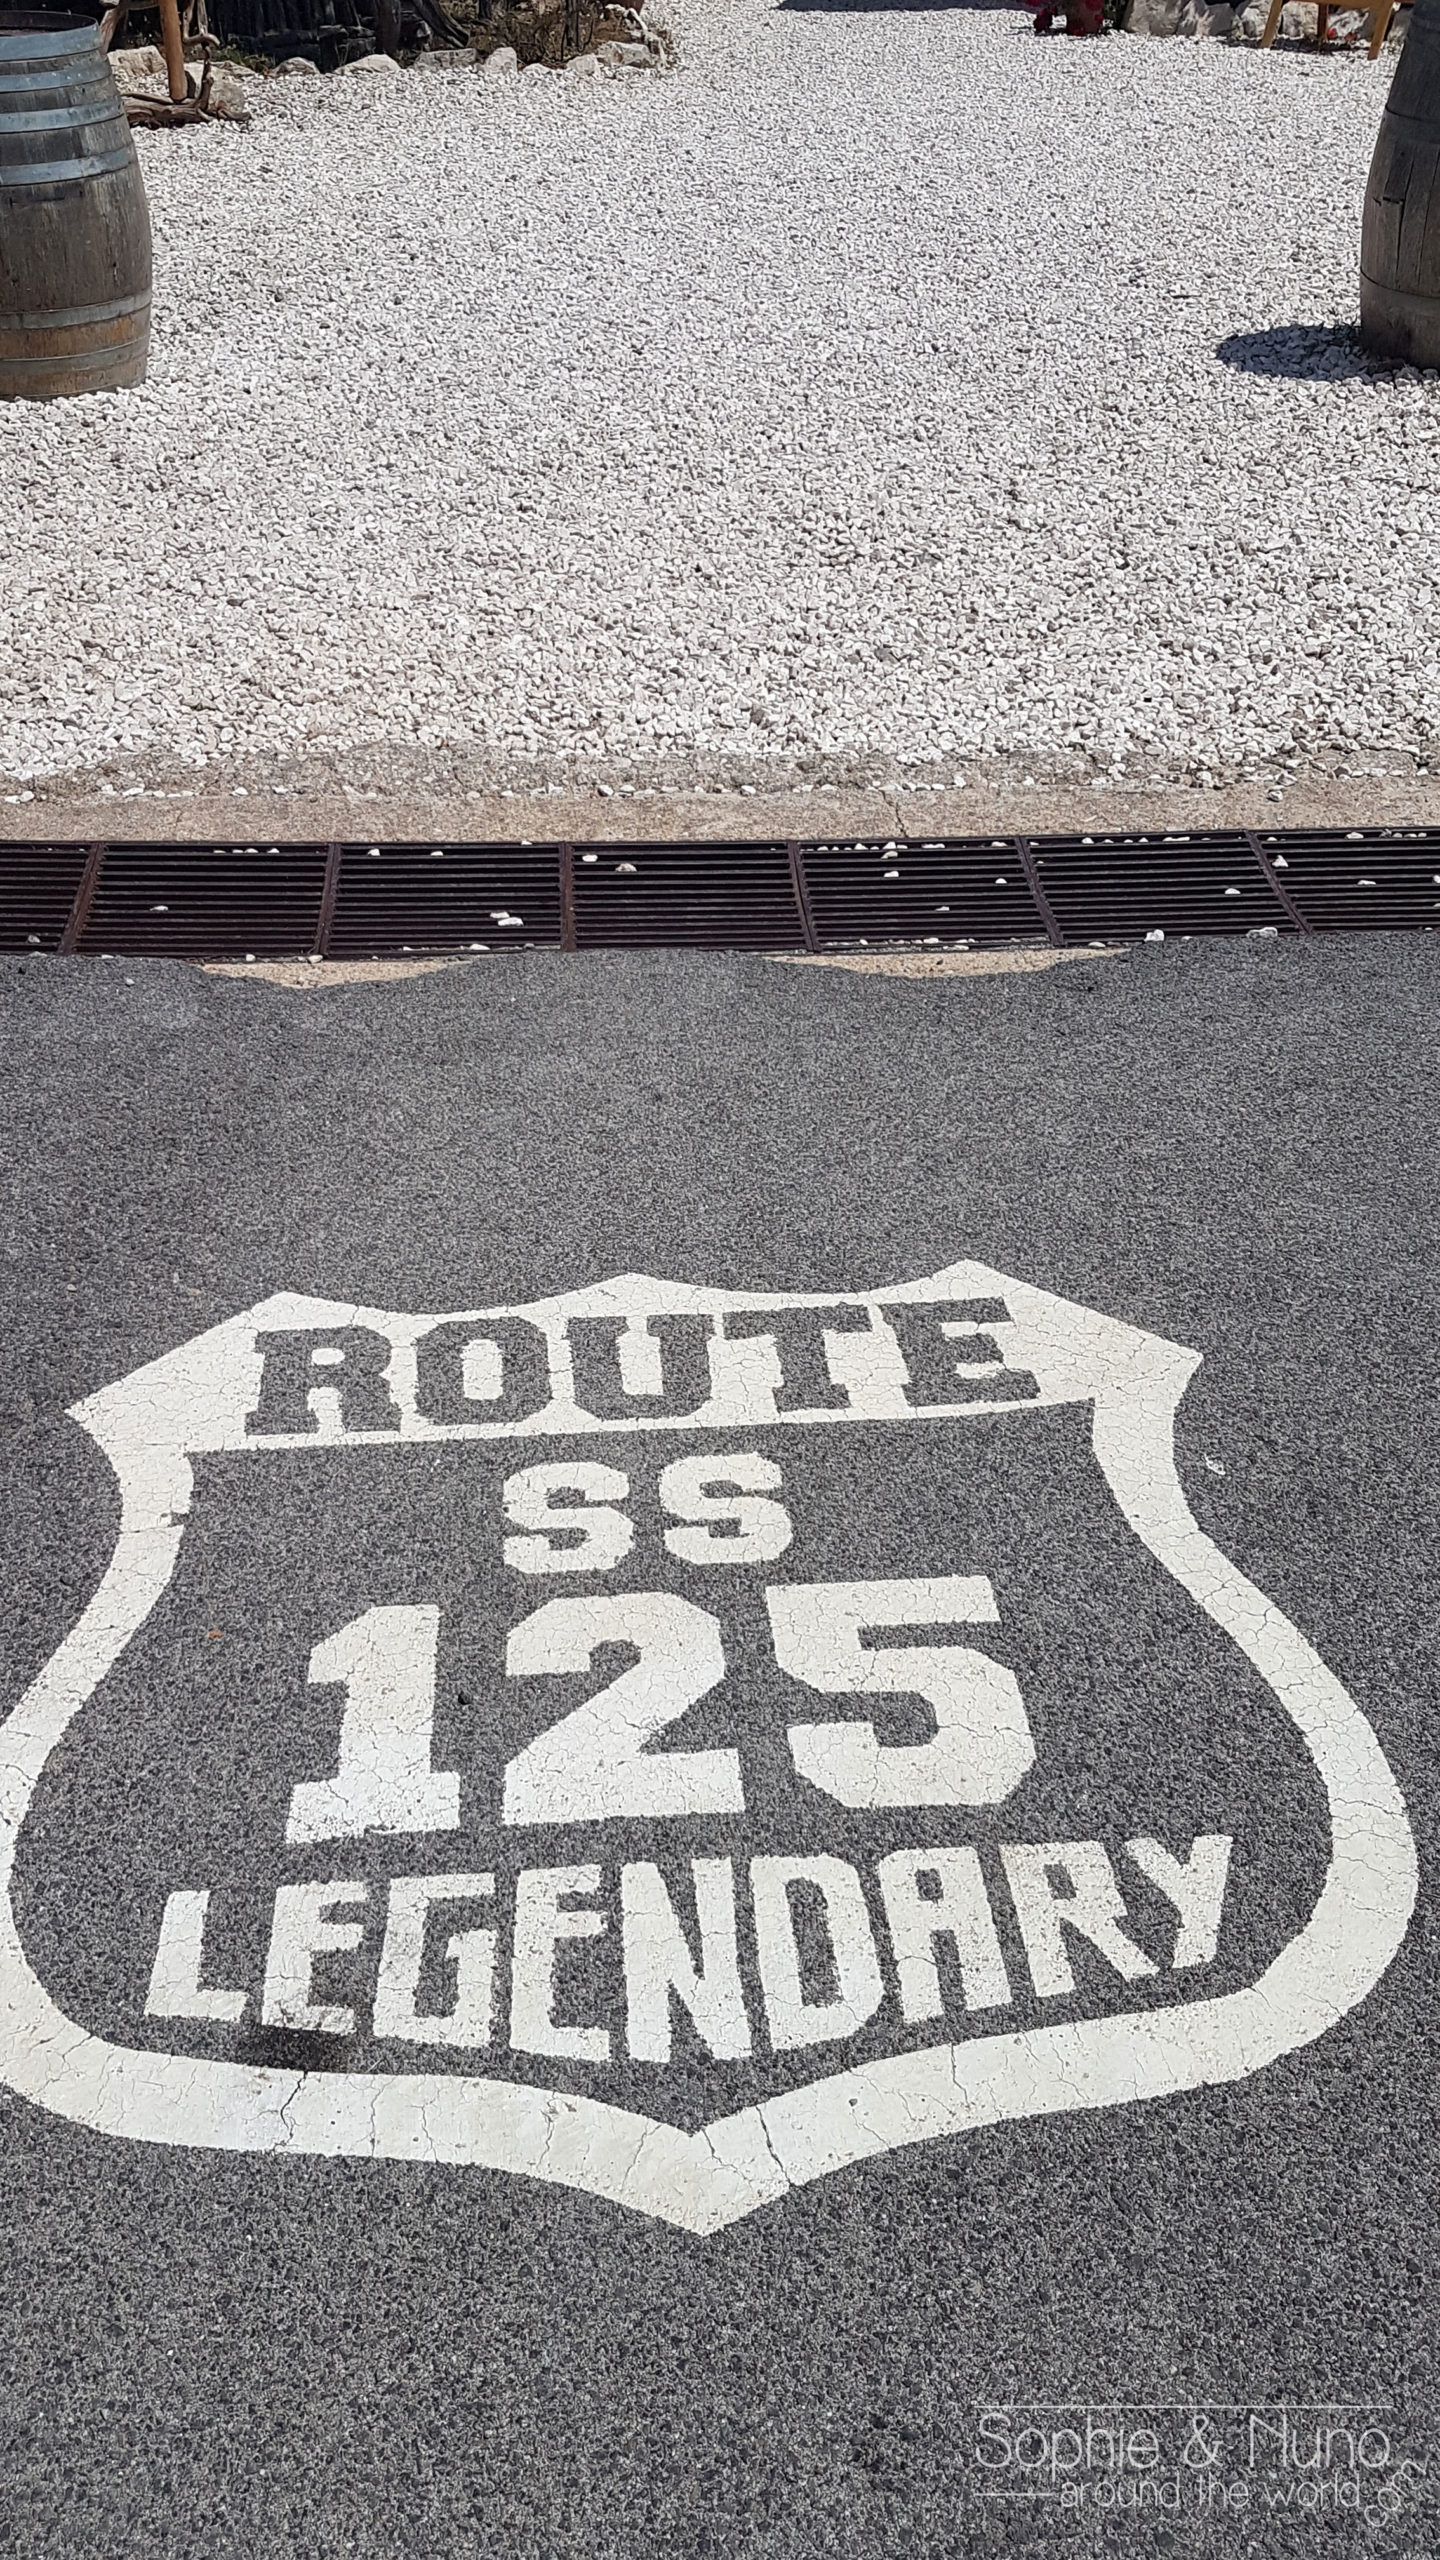 ROUTE
SS
125
LEGENDARY
Sophie & Nuno
around the world